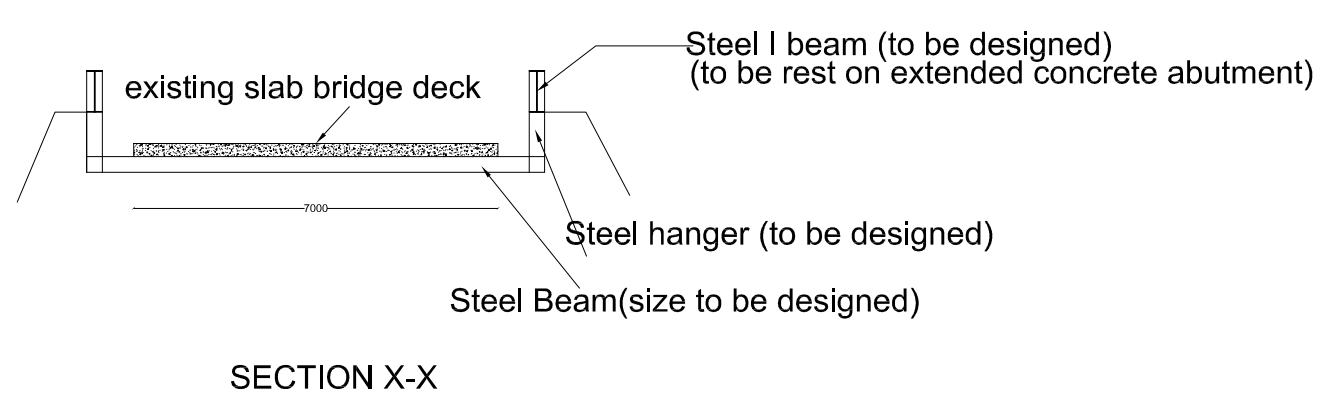 Steel I beam (to be designed)
(to be rest on extended concrete abutment)
existing slab bridge deck
7000
Steel hanger (to be designed)
Steel Beam(size to be designed)
SECTION X-X